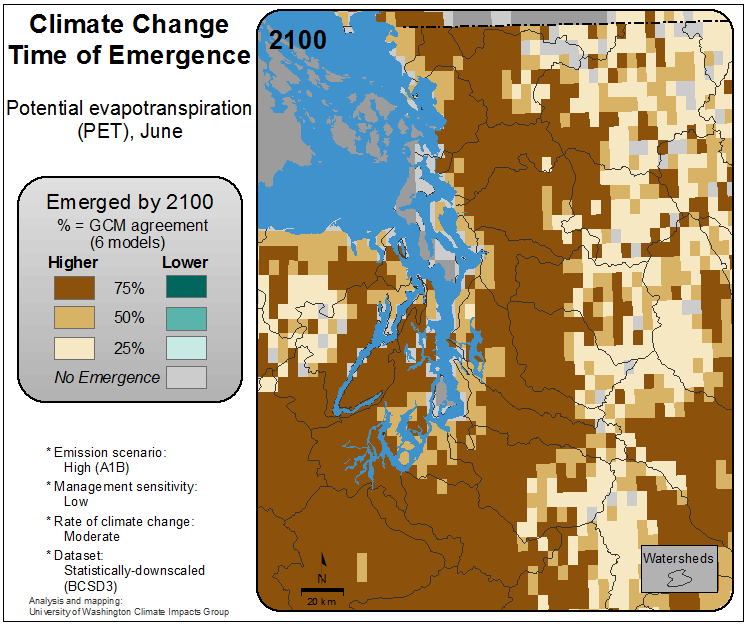 Climate Change
Time of Emergence
Potential evapotranspiration
(PET), June
Emerged by 2100
% = GCM agreement
(6 models)
Higher Lower
75%
50%
25%
No Emergence
* Emission scenario:
High (A1B)
* Management sensitivity:
Low
* Rate of climate change:
Moderate
* Dataset:
Statistically-downscaled
(BCSD3)
Analysis and mapping:
University of Washington Climate Impacts Group
2100
N
20 km
Watersheds